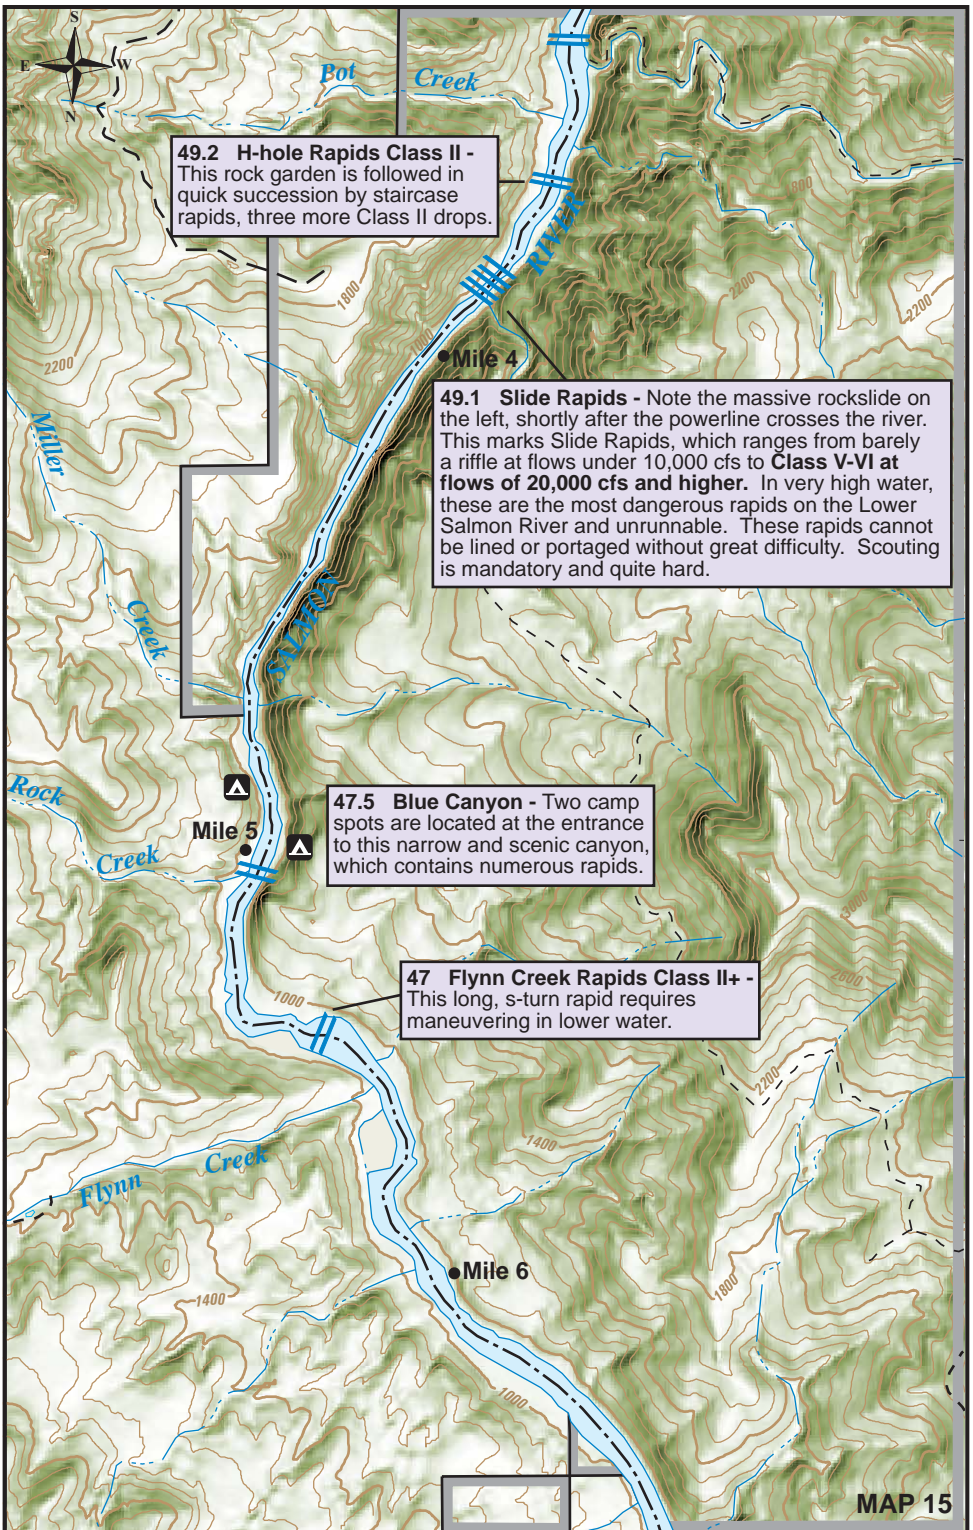 S
E
W
N
Pot Creek
49.2 H-hole Rapids Class II -
This rock garden is followed in
quick succession by staircase
rapids, three more Class II drops.
800
RIVER
1800
2200
2200
1000
2200
Mile 4
49.1 Slide Rapids - Note the massive rockslide on
the left, shortly after the powerline crosses the river.
This marks Slide Rapids, which ranges from barely
a riffle at flows under 10,000 cfs to Class V-VI at
flows of 20,000 cfs and higher. In very high water,
these are the most dangerous rapids on the Lower
Salmon River and unrunnable. These rapids cannot
be lined or portaged without great difficulty. Scouting
is mandatory and quite hard.
Miller
Creek
SALMON
Rock
Creek
Mile 5
47.5 Blue Canyon - Two camp
spots are located at the entrance
to this narrow and scenic canyon,
which contains numerous rapids.
3000
2600
47 Flynn Creek Rapids Class II+ -
This long, s-turn rapid requires
maneuvering in lower water.
1000
2200
1400
Flynn Creek
Mile 6
1800
1400
1000
MAP 15